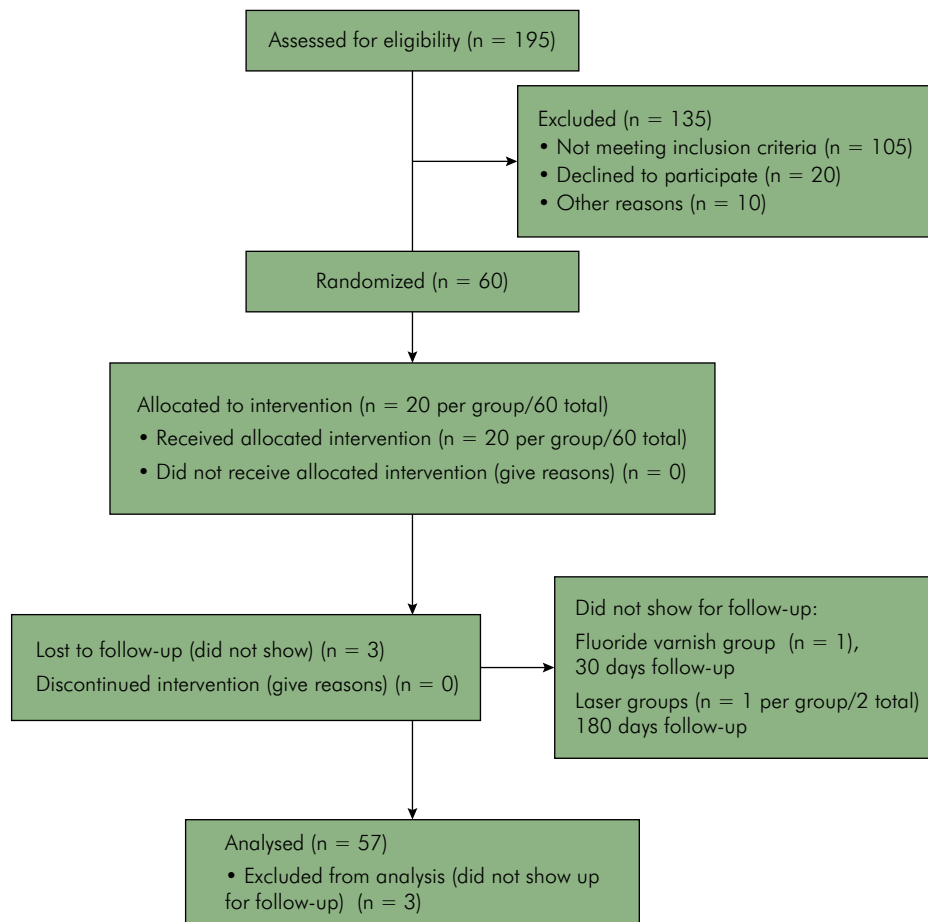 Assessed for eligibility (n = 195)
Excluded (n = 135)
• Not meeting inclusion criteria (n = 105)
• Declined to participate (n = 20)
• Other reasons (n = 10)
Randomized (n = 60)
Allocated to intervention (n = 20 per group/60 total)
• Received allocated intervention (n = 20 per group/60 total)
• Did not receive allocated intervention (give reasons) (n = 0)
Lost to follow-up (did not show) (n = 3)
Discontinued intervention (give reasons) (n = 0)
Did not show for follow-up:
Fluoride varnish group (n = 1),
30 days follow-up
Laser groups (n = 1 per group/2 total)
180 days follow-up
Analysed (n = 57)
• Excluded from analysis (did not show up
for follow-up) (n = 3)